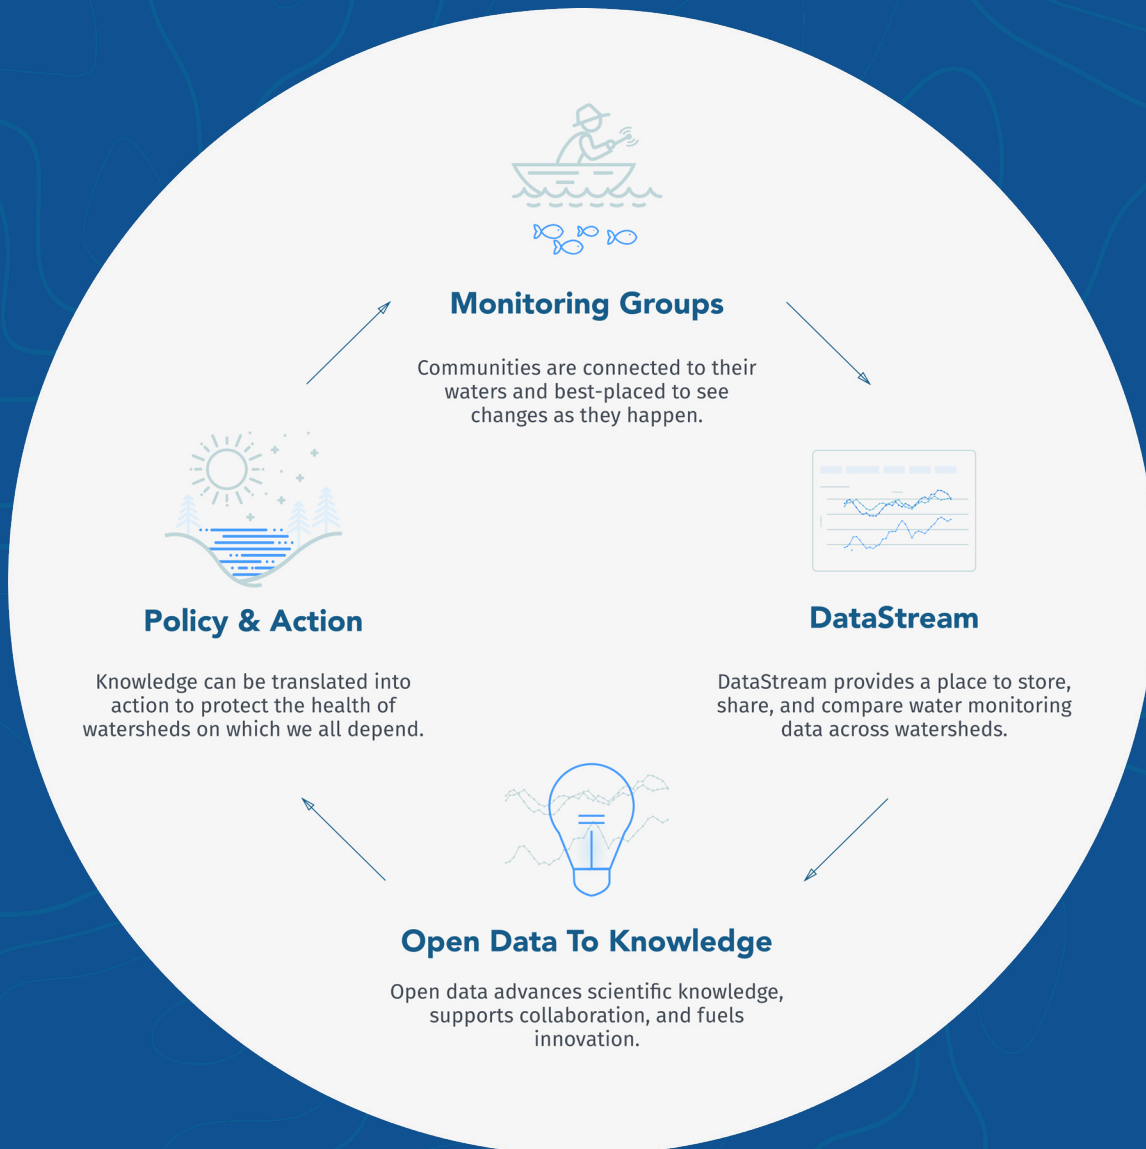 Monitoring Groups
Communities are connected to their
waters and best-placed to see
changes as they happen.
DataStream
DataStream provides a place to store,
share, and compare water monitoring
data across watersheds.
Open Data To Knowledge
Open data advances scientific knowledge,
supports collaboration, and fuels
innovation.
Policy & Action
Knowledge can be translated into
action to protect the health of
watersheds on which we all depend.